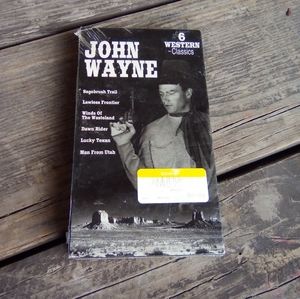 JOHN
WAYNE
6
WESTERN
Classics
Sagebrush Trail
Lawless Frontier
Winds Of
The Wasteland
Dawn Rider
Lucky Texan
Man From Utah